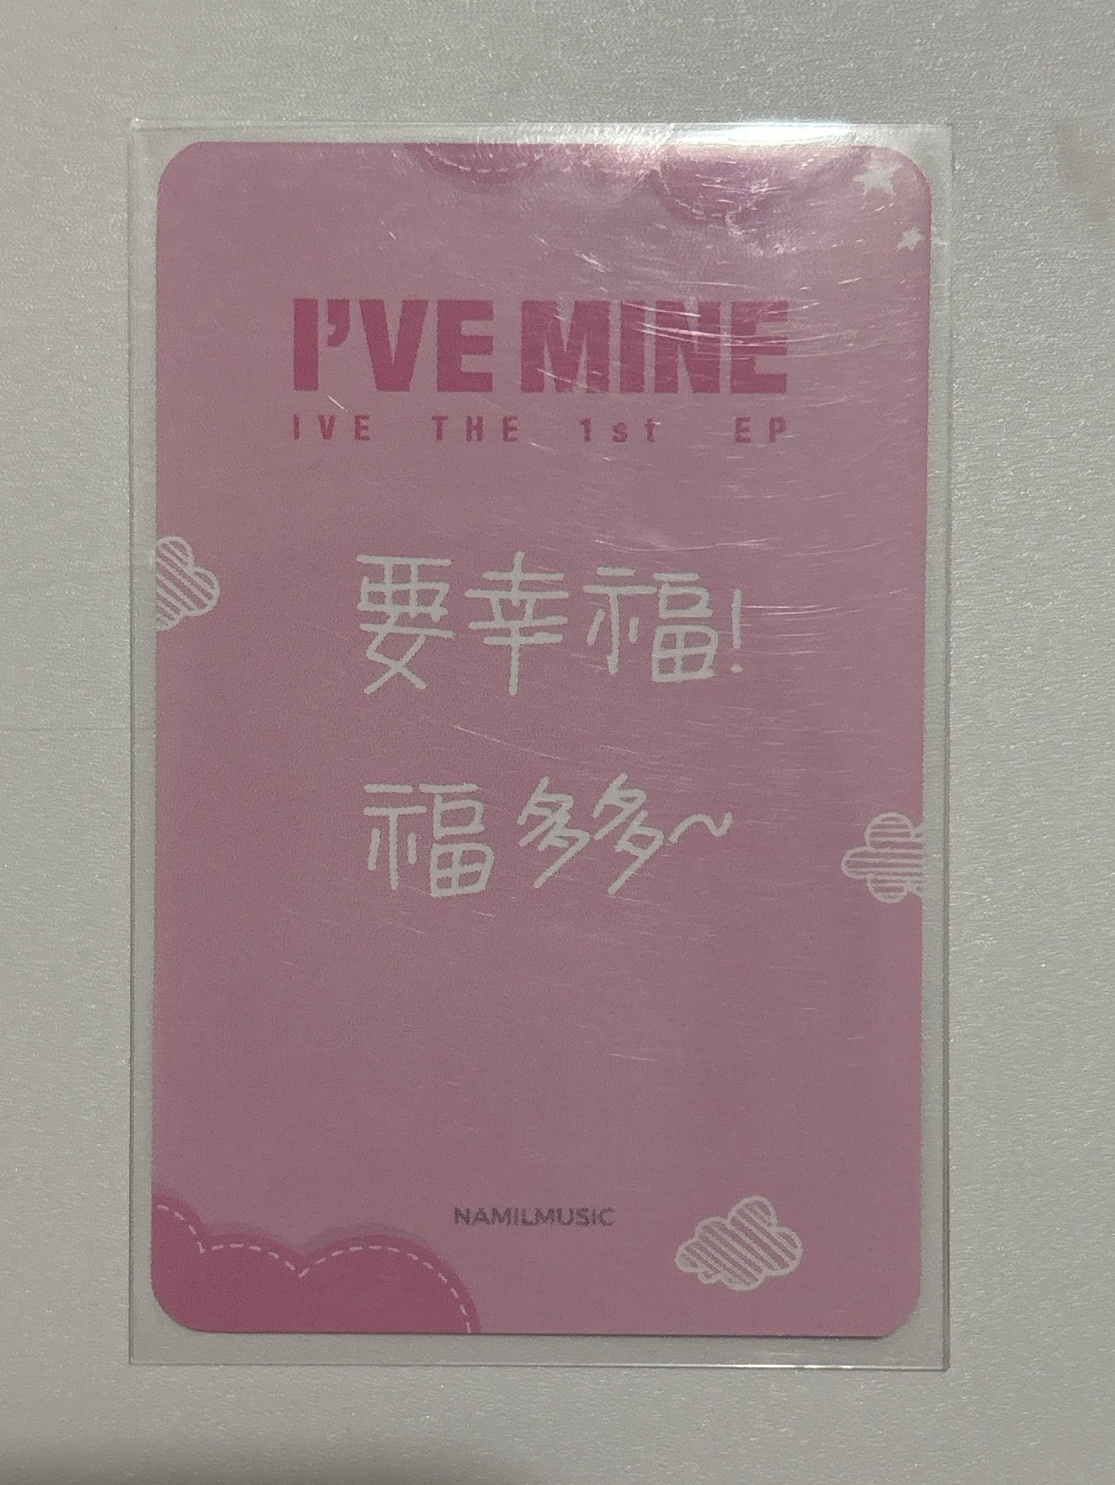 I'VE MINE
IVE THE 1st EP
要幸福!
福多多~
NAMILMUSIC